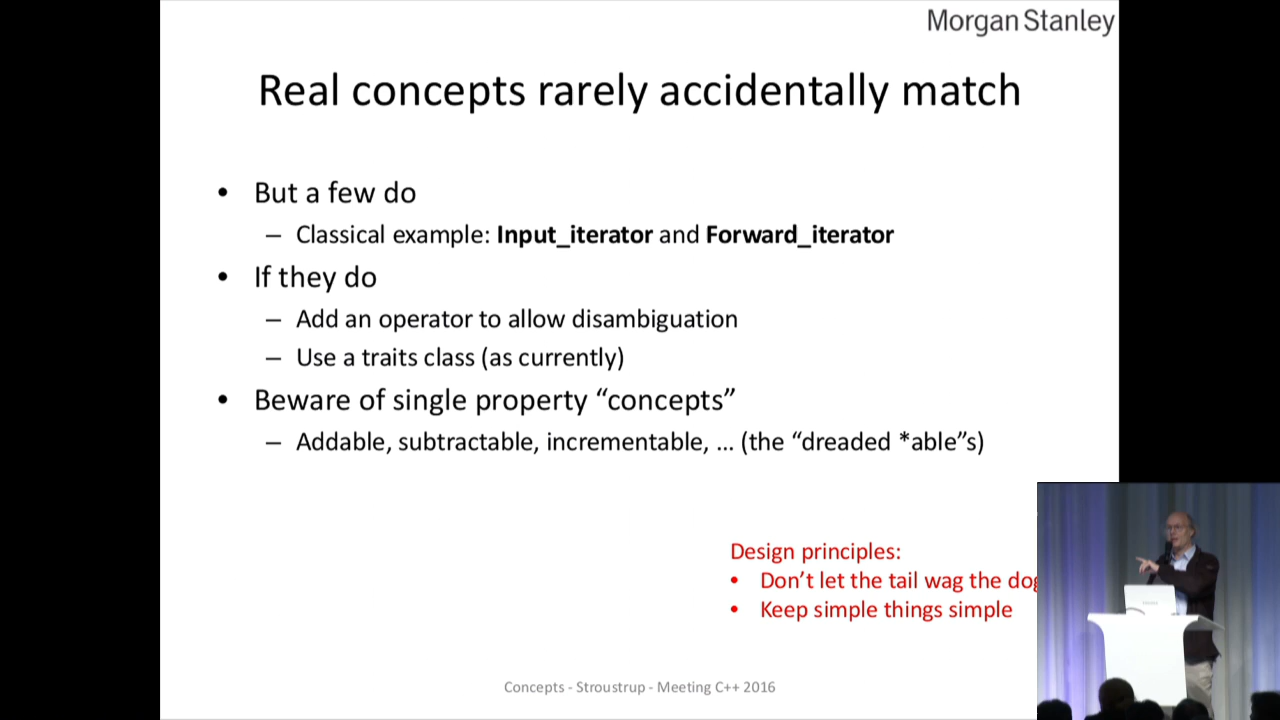 Morgan Stanley
Real concepts rarely accidentally match
• But a few do
– Classical example: Input_iterator and Forward_iterator
• If they do
– Add an operator to allow disambiguation
– Use a traits class (as currently)
• Beware of single property “concepts”
– Addable, subtractable, incrementable, … (the “dreaded *able”s)
Design principles:
• Don’t let the tail wag the dog
• Keep simple things simple
Concepts - Stroustrup - Meeting C++ 2016